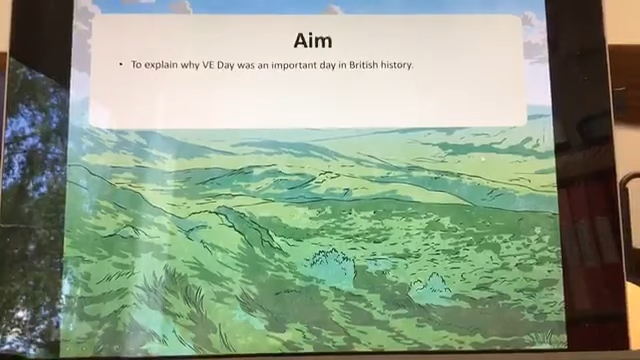 Aim
• To explain why VE Day was an important day in British history.